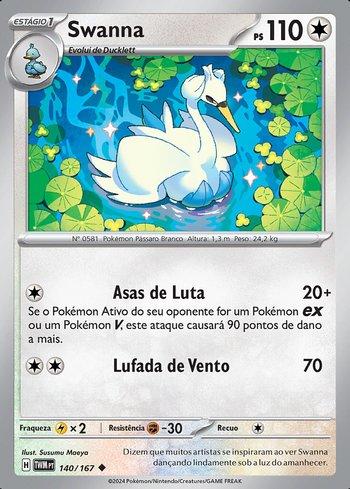 ESTÁGIO 1
Swanna
PS 110
Evolui de Ducklett
Nº 0581 Pokémon Pássaro Branco Altura: 1,3 m Peso: 24,2 kg
Asas de Luta 20+
Se o Pokémon Ativo do seu oponente for um Pokémon ex
ou um Pokémon V, este ataque causará 90 pontos de dano
a mais.
Lufada de Vento 70
Fraqueza ×2 Resistência -30 Recuo
Ilust. Susumu Maeya
H TWM PT 140/167
Dizem que muitos artistas se inspiraram ao ver Swanna
dançando lindamente sob a luz do amanhecer.
©2024 Pokémon/Nintendo/Creatures/GAME FREAK